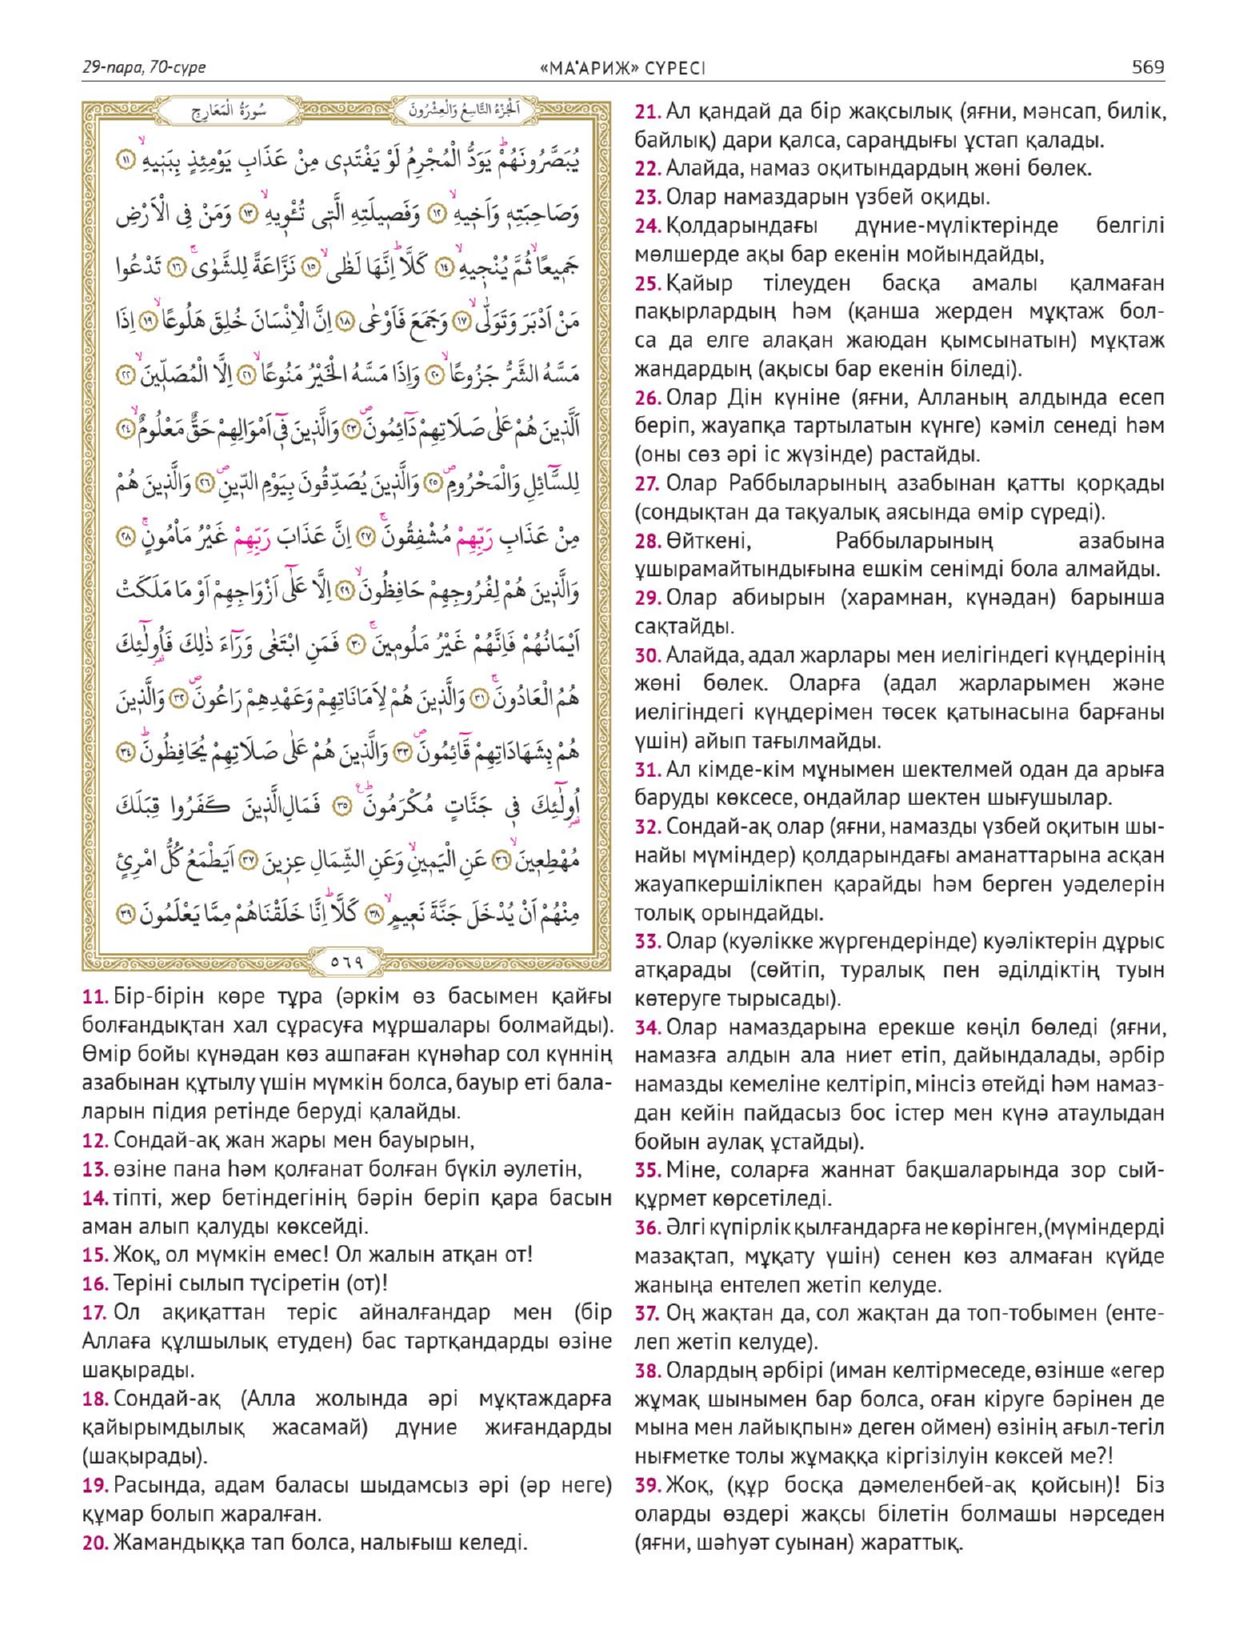 29-пара, 70-сүре
«МАʼАРИЖ» СҮРЕСІ
569
سُورَةُ الْمَعَارِجِ
اَلْجُزْءُ التَّاسِعُ وَالْعِشْرُونَ
يُبَصَّرُونَهُمْۜ يَوَدُّ الْمُجْرِمُ لَوْ يَفْتَد۪ي مِنْ عَذَابِ يَوْمِئِذٍ بِبَن۪يهِۙ ﴿١١﴾
وَصَاحِبَتِه۪ وَاَخ۪يهِۙ ﴿١٢﴾ وَفَص۪يلَتِهِ الَّت۪ي تُـْٔو۪يهِۙ ﴿١٣﴾ وَمَنْ فِي الْاَرْضِ
جَم۪يعًاۙ ثُمَّ يُنْج۪يهِۙ ﴿١٤﴾ كَلَّاۜ اِنَّهَا لَظٰىۙ ﴿١٥﴾ نَزَّاعَةً لِلشَّوٰىۚ ﴿١٦﴾ تَدْعُوا
مَنْ اَدْبَرَ وَتَوَلّٰىۙ ﴿١٧﴾ وَجَمَعَ فَاَوْعٰى ﴿١٨﴾ اِنَّ الْاِنْسَانَ خُلِقَ هَلُوعًاۙ ﴿١٩﴾ اِذَا
مَسَّهُ الشَّرُّ جَزُوعًاۙ ﴿٢٠﴾ وَاِذَا مَسَّهُ الْخَيْرُ مَنُوعًاۙ ﴿٢١﴾ اِلَّا الْمُصَلّ۪ينَۙ ﴿٢٢﴾
اَلَّذ۪ينَ هُمْ عَلٰى صَلَاتِهِمْ دَٓائِمُونَۖ ﴿٢٣﴾ وَالَّذ۪ينَ ف۪ٓي اَمْوَالِهِمْ حَقٌّ مَعْلُومٌۙ ﴿٢٤﴾
لِلسَّٓائِلِ وَالْمَحْرُومِۖ ﴿٢٥﴾ وَالَّذ۪ينَ يُصَدِّقُونَ بِيَوْمِ الدّ۪ينِۖ ﴿٢٦﴾ وَالَّذ۪ينَ هُمْ
مِنْ عَذَابِ رَبِّهِمْ مُشْفِقُونَۚ ﴿٢٧﴾ اِنَّ عَذَابَ رَبِّهِمْ غَيْرُ مَأْمُونٍۚ ﴿٢٨﴾
وَالَّذ۪ينَ هُمْ لِفُرُوجِهِمْ حَافِظُونَۙ ﴿٢٩﴾ اِلَّا عَلٰٓى اَزْوَاجِهِمْ اَوْ مَا مَلَكَتْ
اَيْمَانُهُمْ فَاِنَّهُمْ غَيْرُ مَلُوم۪ينَۚ ﴿٣٠﴾ فَمَنِ ابْتَغٰى وَرَٓاءَ ذٰلِكَ فَاُو۬لٰٓئِكَ
هُمُ الْعَادُونَۚ ﴿٣١﴾ وَالَّذ۪ينَ هُمْ لِاَمَانَاتِهِمْ وَعَهْدِهِمْ رَاعُونَۖ ﴿٣٢﴾ وَالَّذ۪ينَ
هُمْ بِشَهَادَاتِهِمْ قَٓائِمُونَۖ ﴿٣٣﴾ وَالَّذ۪ينَ هُمْ عَلٰى صَلَاتِهِمْ يُحَافِظُونَۜ ﴿٣٤﴾
اُو۬لٰٓئِكَ ف۪ي جَنَّاتٍ مُكْرَمُونَۜ ﴿٣٥﴾ فَمَالِ الَّذ۪ينَ كَفَرُوا قِبَلَكَ
مُهْطِع۪ينَۙ ﴿٣٦﴾ عَنِ الْيَم۪ينِ وَعَنِ الشِّمَالِ عِز۪ينَ ﴿٣٧﴾ اَيَطْمَعُ كُلُّ امْرِئٍ
مِنْهُمْ اَنْ يُدْخَلَ جَنَّةَ نَع۪يمٍۙ ﴿٣٨﴾ كَلَّاۜ اِنَّا خَلَقْنَاهُمْ مِمَّا يَعْلَمُونَ ﴿٣٩﴾
٥٦٩
11. Бір-бірін көре тұра (әркім өз басымен қайғы
болғандықтан хал сұрасуға мұршалары болмайды).
Өмір бойы күнәдан көз ашпаған күнәһар сол күннің
азабынан құтылу үшін мүмкін болса, бауыр еті бала-
ларын підия ретінде беруді қалайды.
12. Сондай-ақ жан жары мен бауырын,
13. өзіне пана һәм қолғанат болған бүкіл әулетін,
14. тіпті, жер бетіндегінің бәрін беріп қара басын
аман алып қалуды көксейді.
15. Жоқ, ол мүмкін емес! Ол жалын атқан от!
16. Теріні сылып түсіретін (от)!
17. Ол ақиқаттан теріс айналғандар мен (бір
Аллаға құлшылық етуден) бас тартқандарды өзіне
шақырады.
18. Сондай-ақ (Алла жолында әрі мұқтаждарға
қайырымдылық жасамай) дүние жиғандарды
(шақырады).
19. Расында, адам баласы шыдамсыз әрі (әр неге)
құмар болып жаралған.
20. Жамандыққа тап болса, налығыш келеді.
21. Ал қандай да бір жақсылық (яғни, мәнсап, билік,
байлық) дари қалса, сараңдығы ұстап қалады.
22. Алайда, намаз оқитындардың жөні бөлек.
23. Олар намаздарын үзбей оқиды.
24. Қолдарындағы дүние-мүліктерінде белгілі
мөлшерде ақы бар екенін мойындайды,
25. Қайыр тілеуден басқа амалы қалмаған
пақырлардың һәм (қанша жерден мұқтаж бол-
са да елге алақан жаюдан қымсынатын) мұқтаж
жандардың (ақысы бар екенін біледі).
26. Олар Дін күніне (яғни, Алланың алдында есеп
беріп, жауапқа тартылатын күнге) кәміл сенеді һәм
(оны сөз әрі іс жүзінде) растайды.
27. Олар Раббыларының азабынан қатты қорқады
(сондықтан да тақуалық аясында өмір сүреді).
28. Өйткені, Раббыларының азабына
ұшырамайтындығына ешкім сенімді бола алмайды.
29. Олар абиырын (харамнан, күнәдан) барынша
сақтайды.
30. Алайда, адал жарлары мен иелігіндегі күңдерінің
жөні бөлек. Оларға (адал жарларымен және
иелігіндегі күңдерімен төсек қатынасына барғаны
үшін) айып тағылмайды.
31. Ал кімде-кім мұнымен шектелмей одан да арыға
баруды көксесе, ондайлар шектен шығушылар.
32. Сондай-ақ олар (яғни, намазды үзбей оқитын шы-
найы мүміндер) қолдарындағы аманаттарына асқан
жауапкершілікпен қарайды һәм берген уәделерін
толық орындайды.
33. Олар (куәлікке жүргендерінде) куәліктерін дұрыс
атқарады (сөйтіп, туралық пен әділдіктің туын
көтеруге тырысады).
34. Олар намаздарына ерекше көңіл бөледі (яғни,
намазға алдын ала ниет етіп, дайындалады, әрбір
намазды кемеліне келтіріп, мінсіз өтейді һәм намаз-
дан кейін пайдасыз бос істер мен күнә атаулыдан
бойын аулақ ұстайды).
35. Міне, соларға жаннат бақшаларында зор сый-
құрмет көрсетіледі.
36. Әлгі күпірлік қылғандарға не көрінген, (мүміндерді
мазақтап, мұқату үшін) сенен көз алмаған күйде
жаныңа ентелеп жетіп келуде.
37. Оң жақтан да, сол жақтан да топ-тобымен (енте-
леп жетіп келуде).
38. Олардың әрбірі (иман келтірмеседе, өзінше «егер
жұмақ шынымен бар болса, оған кіруге бәрінен де
мына мен лайықпын» деген оймен) өзінің ағыл-тегіл
нығметке толы жұмаққа кіргізілуін көксей ме?!
39. Жоқ, (құр босқа дәмеленбей-ақ қойсын)! Біз
оларды өздері жақсы білетін болмашы нәрседен
(яғни, шәһуәт суынан) жараттық.